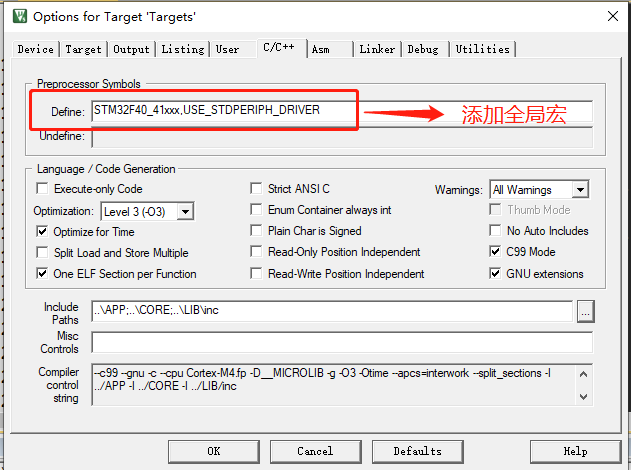 Options for Target 'Targets'
Device Target Output Listing User C/C++ Asm Linker Debug Utilities
Preprocessor Symbols
Define: STM32F40_41xxx,USE_STDPERIPH_DRIVER
添加全局宏
Undefine:
Language / Code Generation
Execute-only Code Strict ANSI C Warnings: All Warnings
Optimization: Level 3 (-O3) Enum Container always int Thumb Mode
Optimize for Time Plain Char is Signed No Auto Includes
Split Load and Store Multiple Read-Only Position Independent C99 Mode
One ELF Section per Function Read-Write Position Independent GNU extensions
Include
Paths
..\APP;..\CORE;..\LIB\inc
...
Misc
Controls
Compiler
control
string
--c99 --gnu -c --cpu Cortex-M4.fp -D__MICROLIB -g -O3 -Otime --apcs=interwork --split_sections -I
../APP -I ../CORE -I ../LIB/inc
OK Cancel Defaults Help